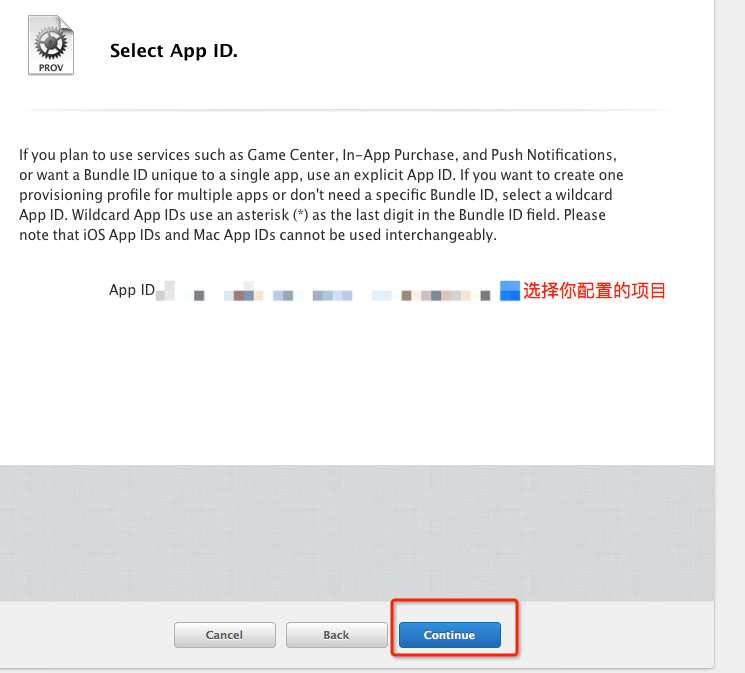 PROV
Select App ID.
If you plan to use services such as Game Center, In-App Purchase, and Push Notifications,
or want a Bundle ID unique to a single app, use an explicit App ID. If you want to create one
provisioning profile for multiple apps or don't need a specific Bundle ID, select a wildcard
App ID. Wildcard App IDs use an asterisk (*) as the last digit in the Bundle ID field. Please
note that iOS App IDs and Mac App IDs cannot be used interchangeably.
App ID 选择你配置的项目
Cancel Back Continue